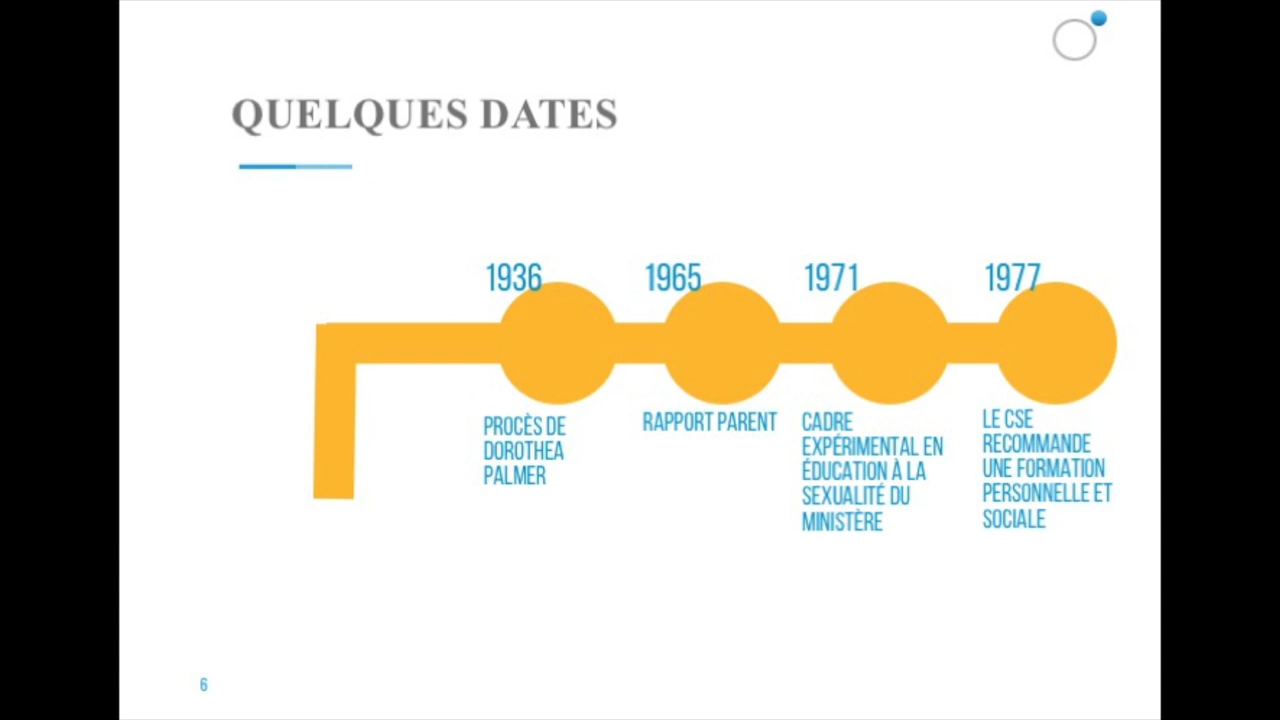 QUELQUES DATES
1936
1965
1971
1977
PROCÈS DE
DOROTHEA
PALMER
RAPPORT PARENT
CADRE
EXPÉRIMENTAL EN
ÉDUCATION À LA
SEXUALITÉ DU
MINISTÈRE
LE CSE
RECOMMANDE
UNE FORMATION
PERSONNELLE ET
SOCIALE
6